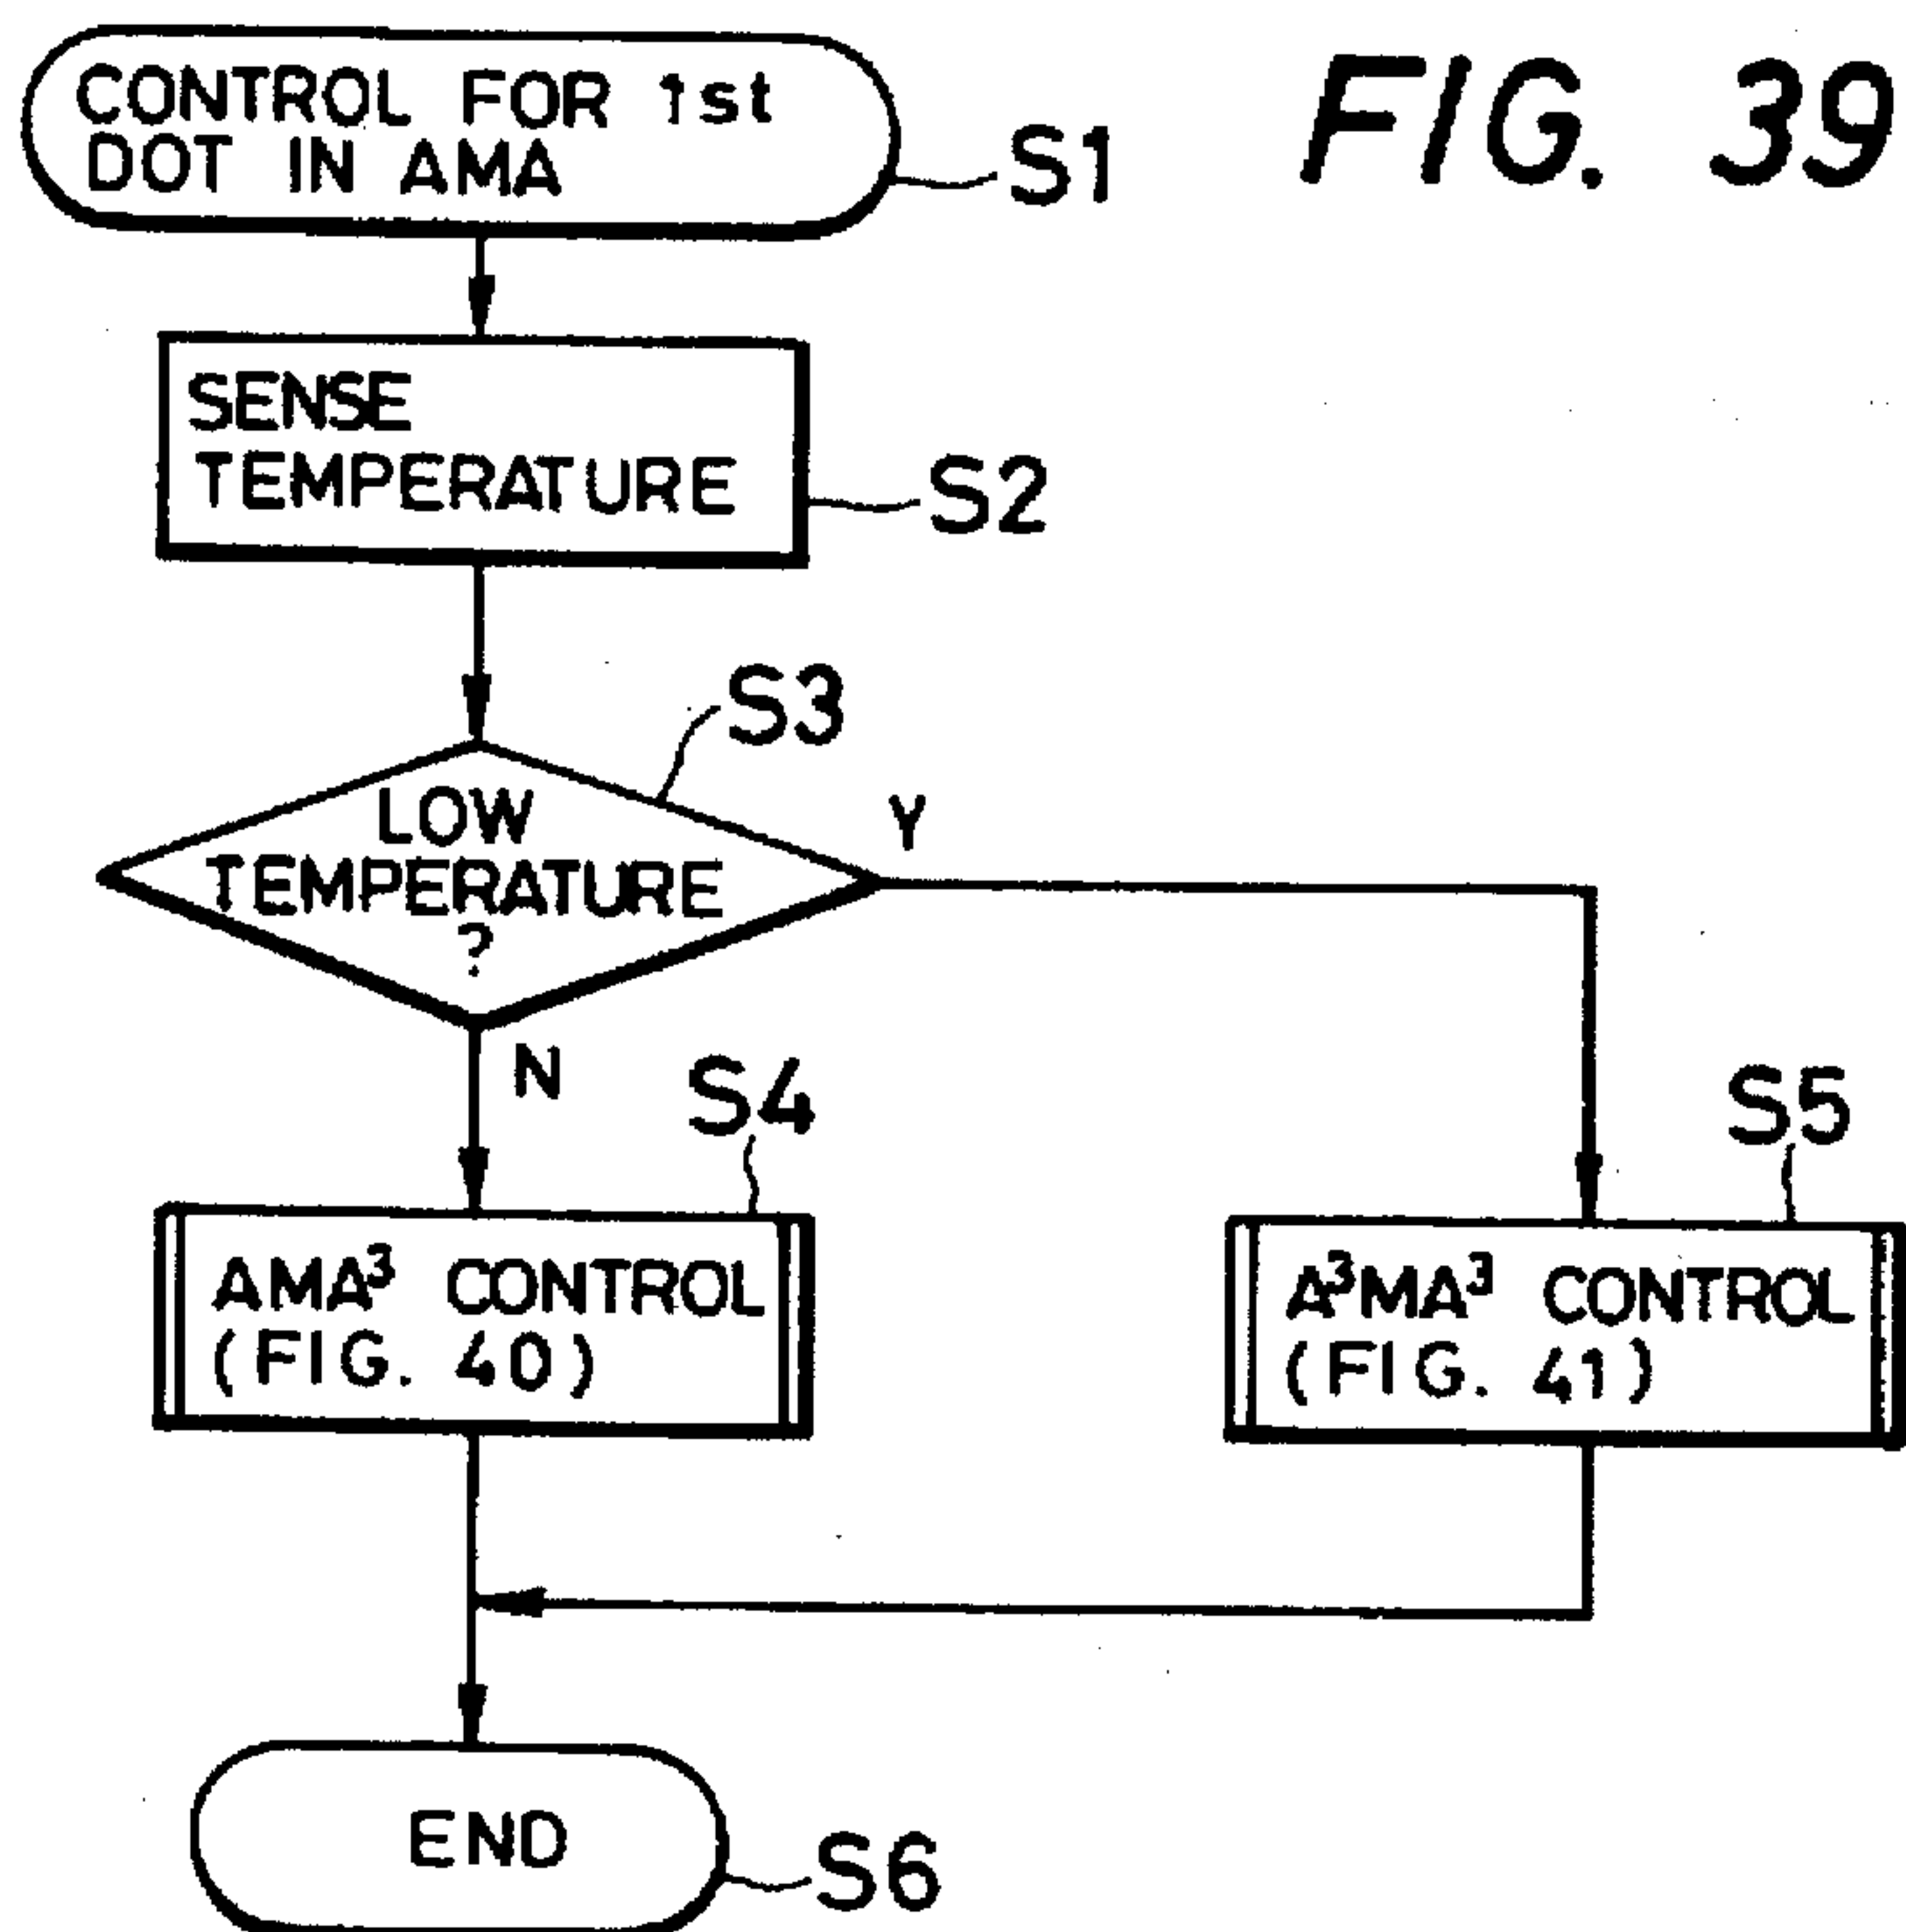 FIG. 39
CONTROL FOR 1st
DOT IN AMA
S1
SENSE
TEMPERATURE
S2
S3
LOW
TEMPERATURE
?
Y
N
S4
S5
AMA³ CONTROL
(FIG. 40)
A³MA³ CONTROL
(FIG. 41)
END
S6